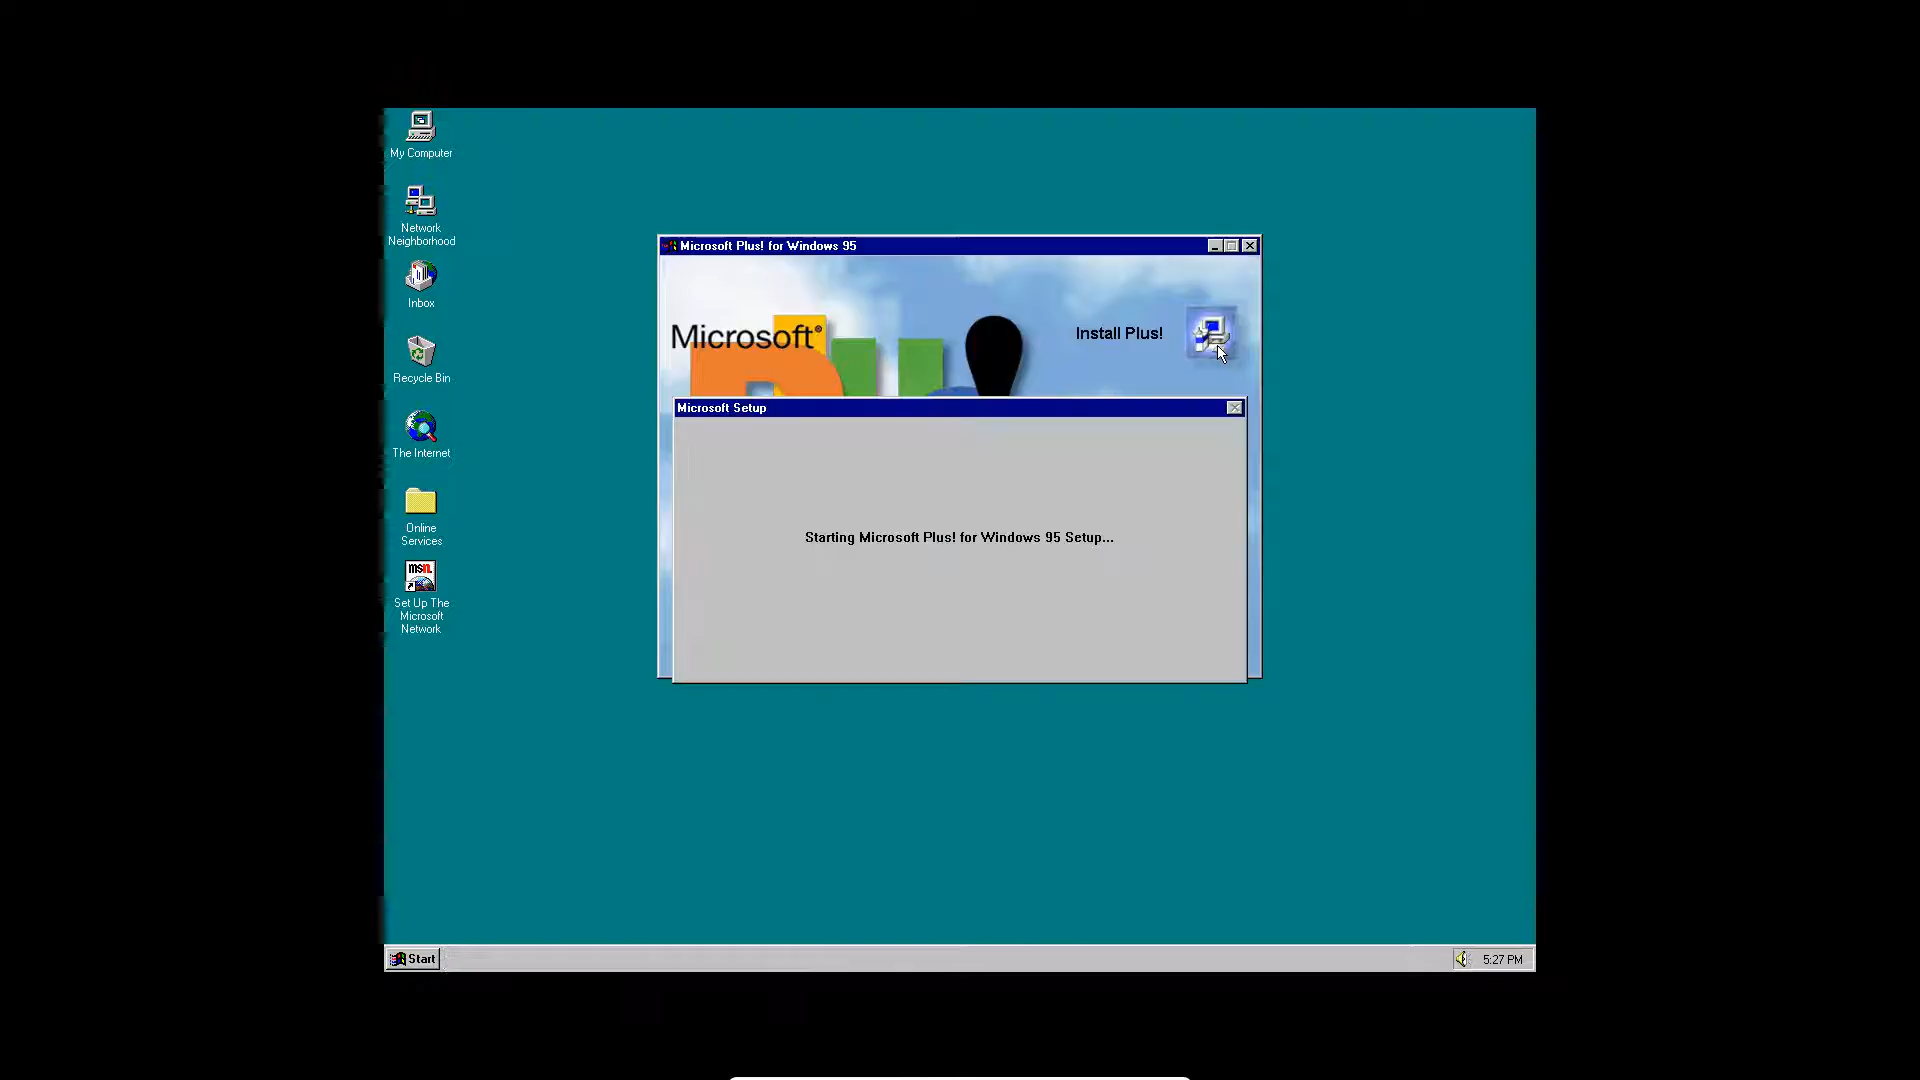 My Computer
Network
Neighborhood
Inbox
Recycle Bin
The Internet
Online
Services
msn.
Set Up The
Microsoft
Network
Microsoft Plus! for Windows 95
Microsoft®
Install Plus!
Microsoft Setup
Starting Microsoft Plus! for Windows 95 Setup...
Start
5:27 PM